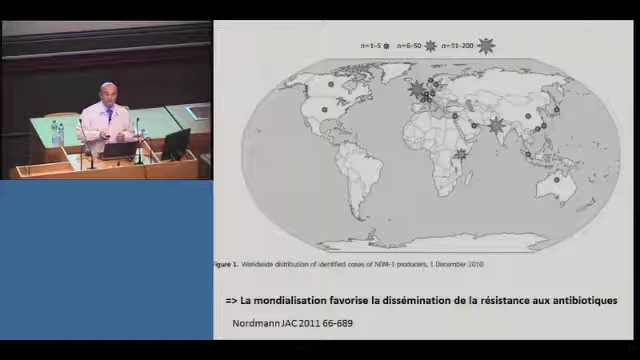 n=1–5 n=6–50 n=51–200
Figure 1. Worldwide distribution of identified cases of NDM-1 producers, 1 December 2010
=> La mondialisation favorise la dissémination de la résistance aux antibiotiques
Nordmann JAC 2011 66-689